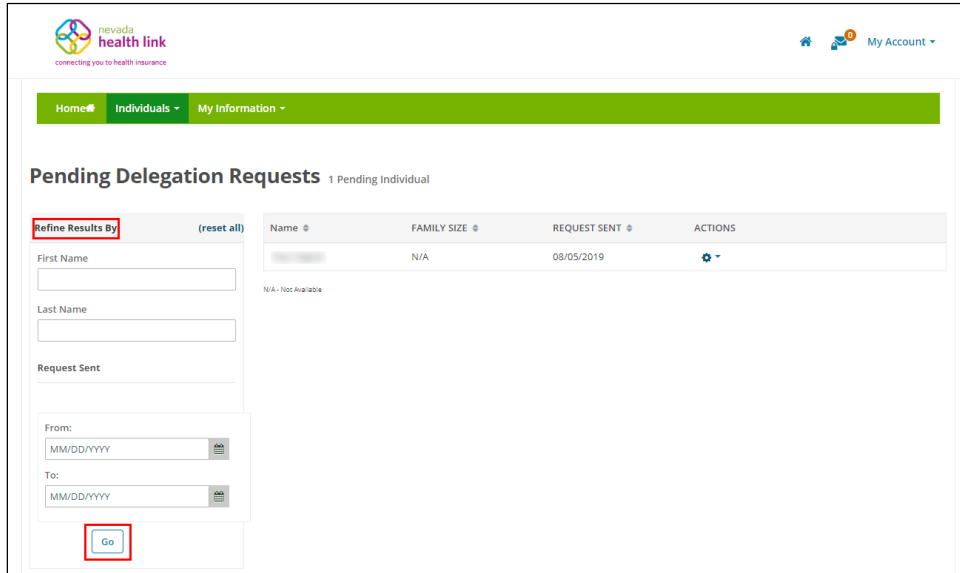 nevada
health link
connecting you to health insurance
0
My Account
Home
Individuals
My Information
Pending Delegation Requests 1 Pending Individual
Refine Results By (reset all)
Name FAMILY SIZE REQUEST SENT ACTIONS
N/A 08/05/2019
N/A - Not Available
First Name
Last Name
Request Sent
From:
MM/DD/YYYY
To:
MM/DD/YYYY
Go